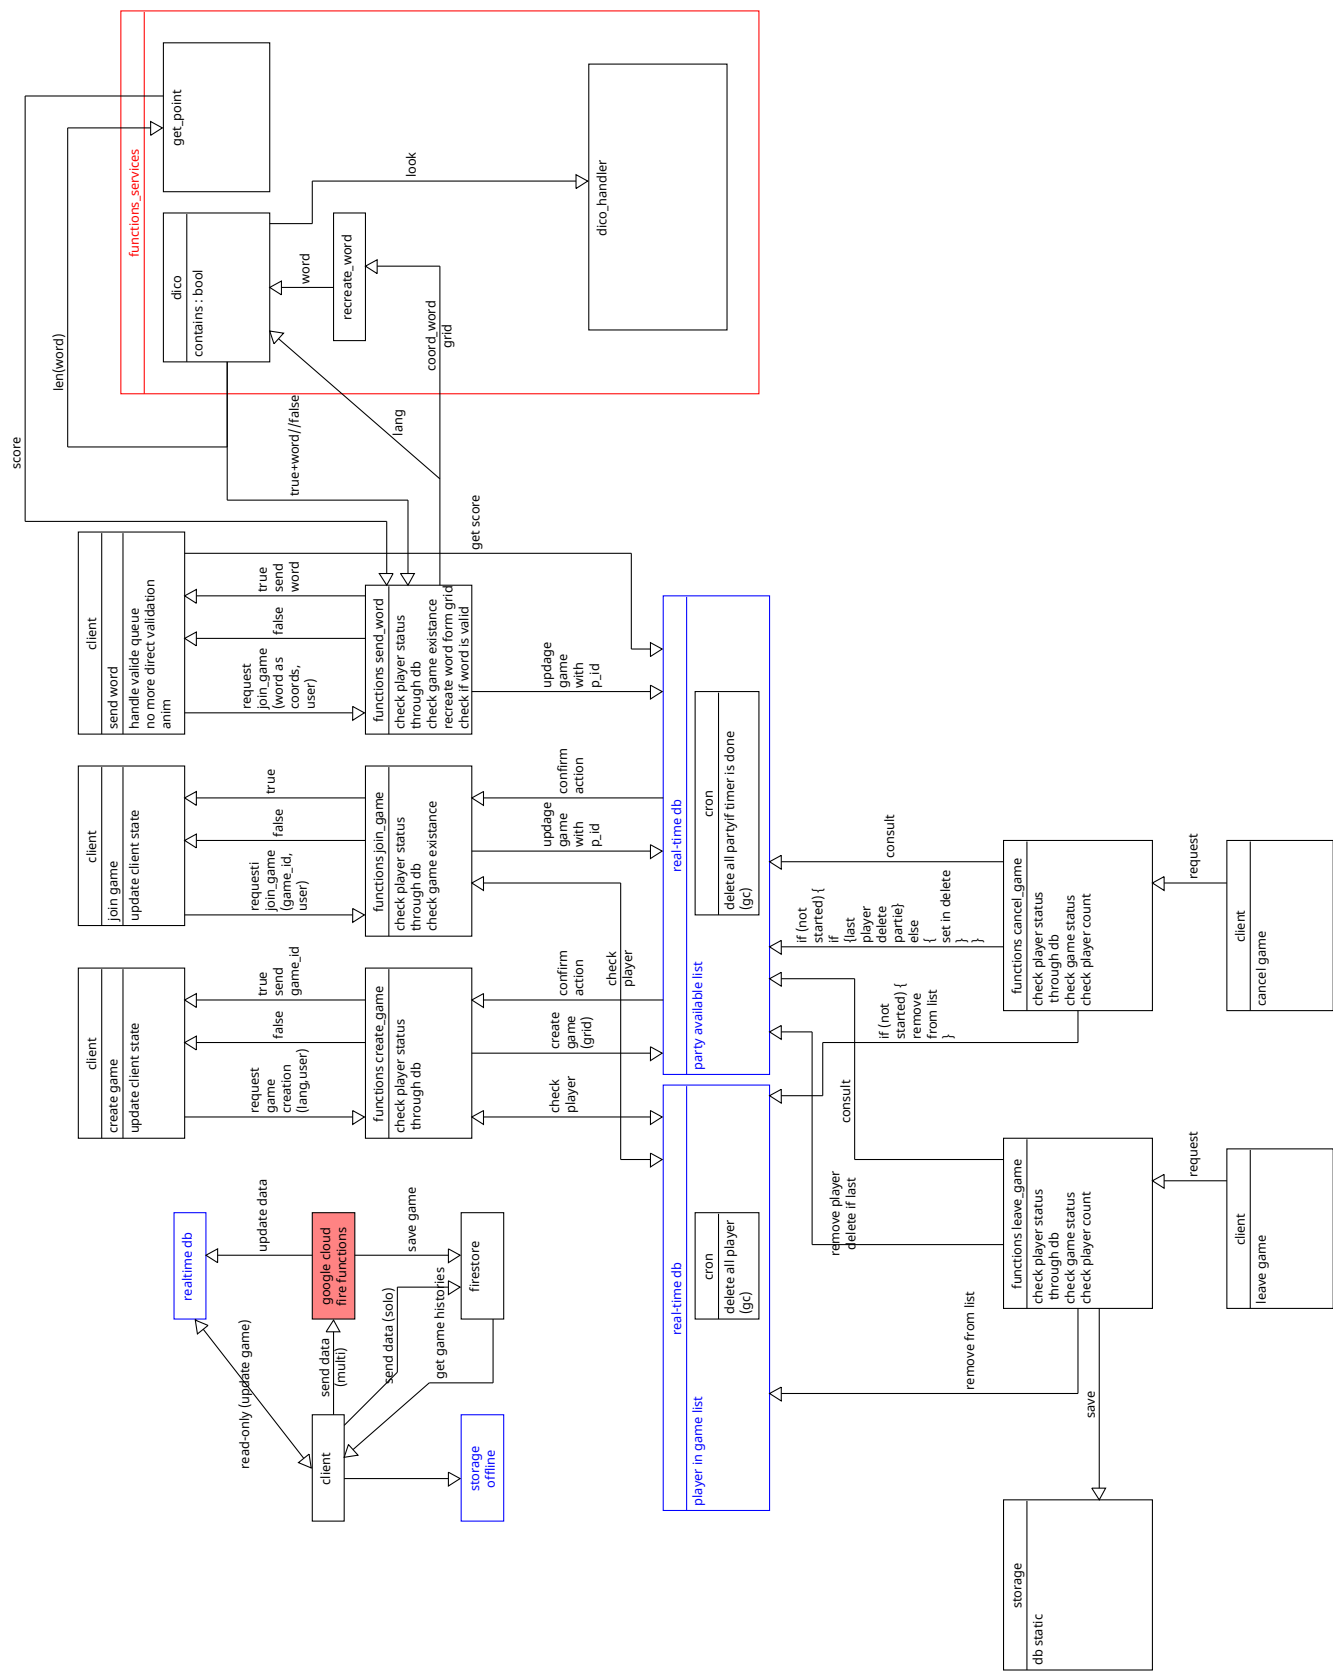 realtime db
update data
google cloud
fire functions
save game
firestore
read-only (update game)
send data
(multi)
send data (solo)
get game histories
client
storage
offline
client
create game
update client state
request
game
creation
(lang,user)
false
true
send
game_id
functions create_game
check player status
through db
check
player
create
game
(grid)
confirm
action
client
join game
update client state
requesti
join_game
(game_id,
user)
false
true
functions join_game
check player status
through db
check game existance
check
player
updage
game
with
p_id
confirm
action
client
send word
handle valide queue
no more direct validation
anim
request
join_game
(word as
coords,
user)
false
true
send
word
functions send_word
check player status
through db
check game existance
recreate word form grid
check if word is valid
updage
game
with
p_id
get score
score
len(word)
true+word//false
lang
coord_word
grid
functions_services
get_point
dico
contains : bool
word
recreate_word
look
dico_handler
real-time db
player in game list
cron
delete all player
(gc)
real-time db
party available list
cron
delete all partyif timer is done
(gc)
remove from list
remove player
delete if last
consult
if (not
started) {
remove
from list
}
if (not
started) {
if
{last
player
delete
partie}
else
{
set in delete
}
}
consult
save
storage
db static
functions leave_game
check player status
through db
check game status
check player count
request
client
leave game
functions cancel_game
check player status
through db
check game status
check player count
request
client
cancel game